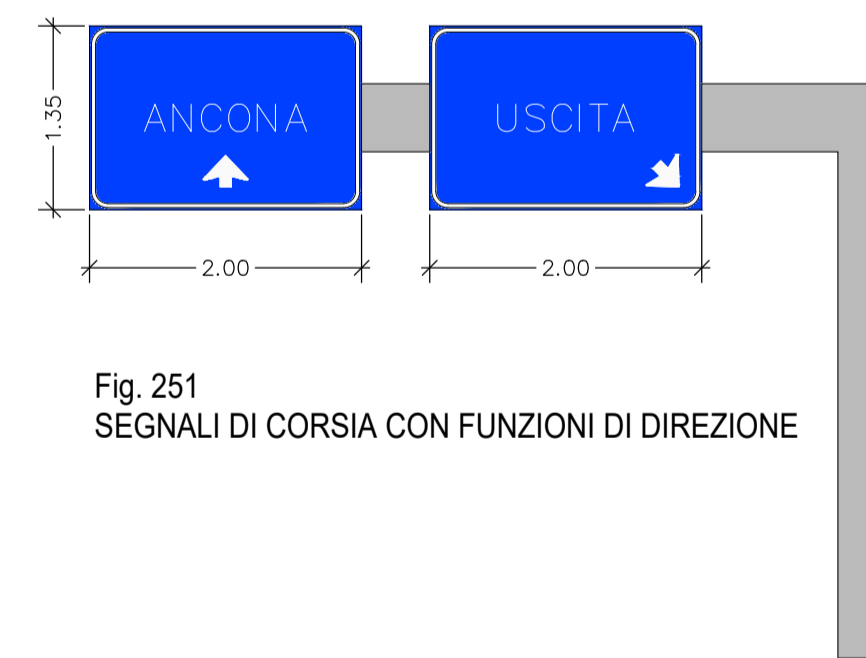 ANCONA
USCITA
1.35
2.00
2.00
Fig. 251
SEGNALI DI CORSIA CON FUNZIONI DI DIREZIONE